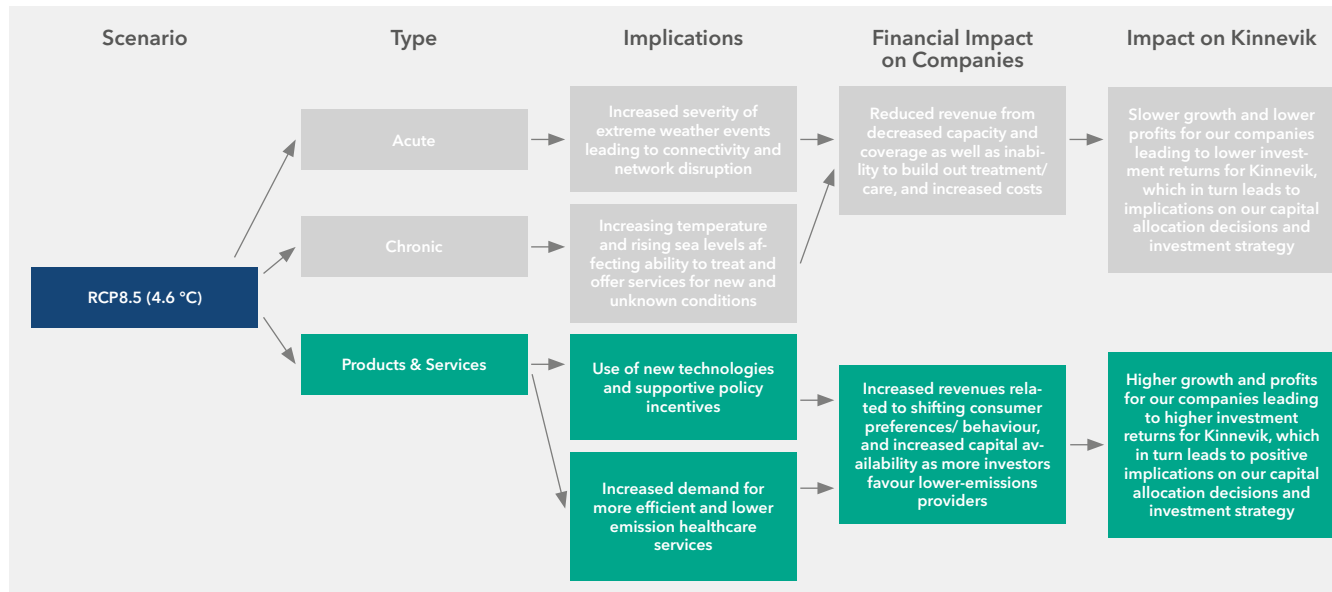 Scenario
Type
Implications
Financial Impact
on Companies
Impact on Kinnevik
Acute
Increased severity of
extreme weather events
leading to connectivity and
network disruption
Reduced revenue from
decreased capacity and
coverage as well as inabi-
lity to build out treatment/
care, and increased costs
Slower growth and lower
profits for our companies
leading to lower invest-
ment returns for Kinnevik,
which in turn leads to
implications on our capital
allocation decisions and
investment strategy
Chronic
Increasing temperature
and rising sea levels af-
fecting ability to treat and
offer services for new and
unknown conditions
RCP8.5 (4.6 °C)
Products & Services
Use of new technologies
and supportive policy
incentives
Increased demand for
more efficient and lower
emission healthcare
services
Increased revenues rela-
ted to shifting consumer
preferences/ behaviour,
and increased capital av-
ailability as more investors
favour lower-emissions
providers
Higher growth and profits
for our companies leading
to higher investment
returns for Kinnevik, which
in turn leads to positive
implications on our capital
allocation decisions and
investment strategy